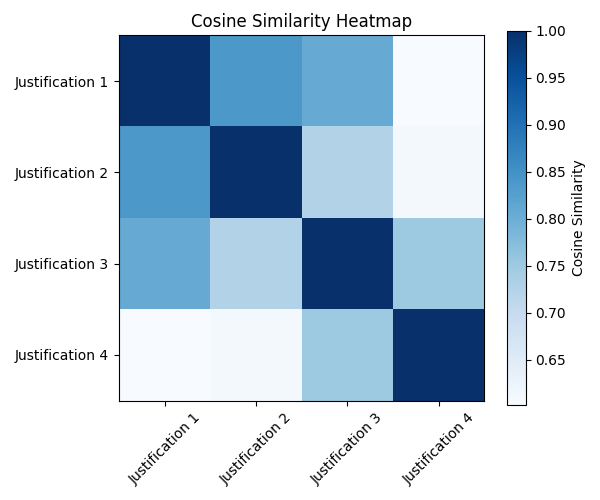 Cosine Similarity Heatmap
Justification 1
Justification 2
Justification 3
Justification 4
Justification 1
Justification 2
Justification 3
Justification 4
1.00
0.95
0.90
0.85
0.80
0.75
0.70
0.65
Cosine Similarity